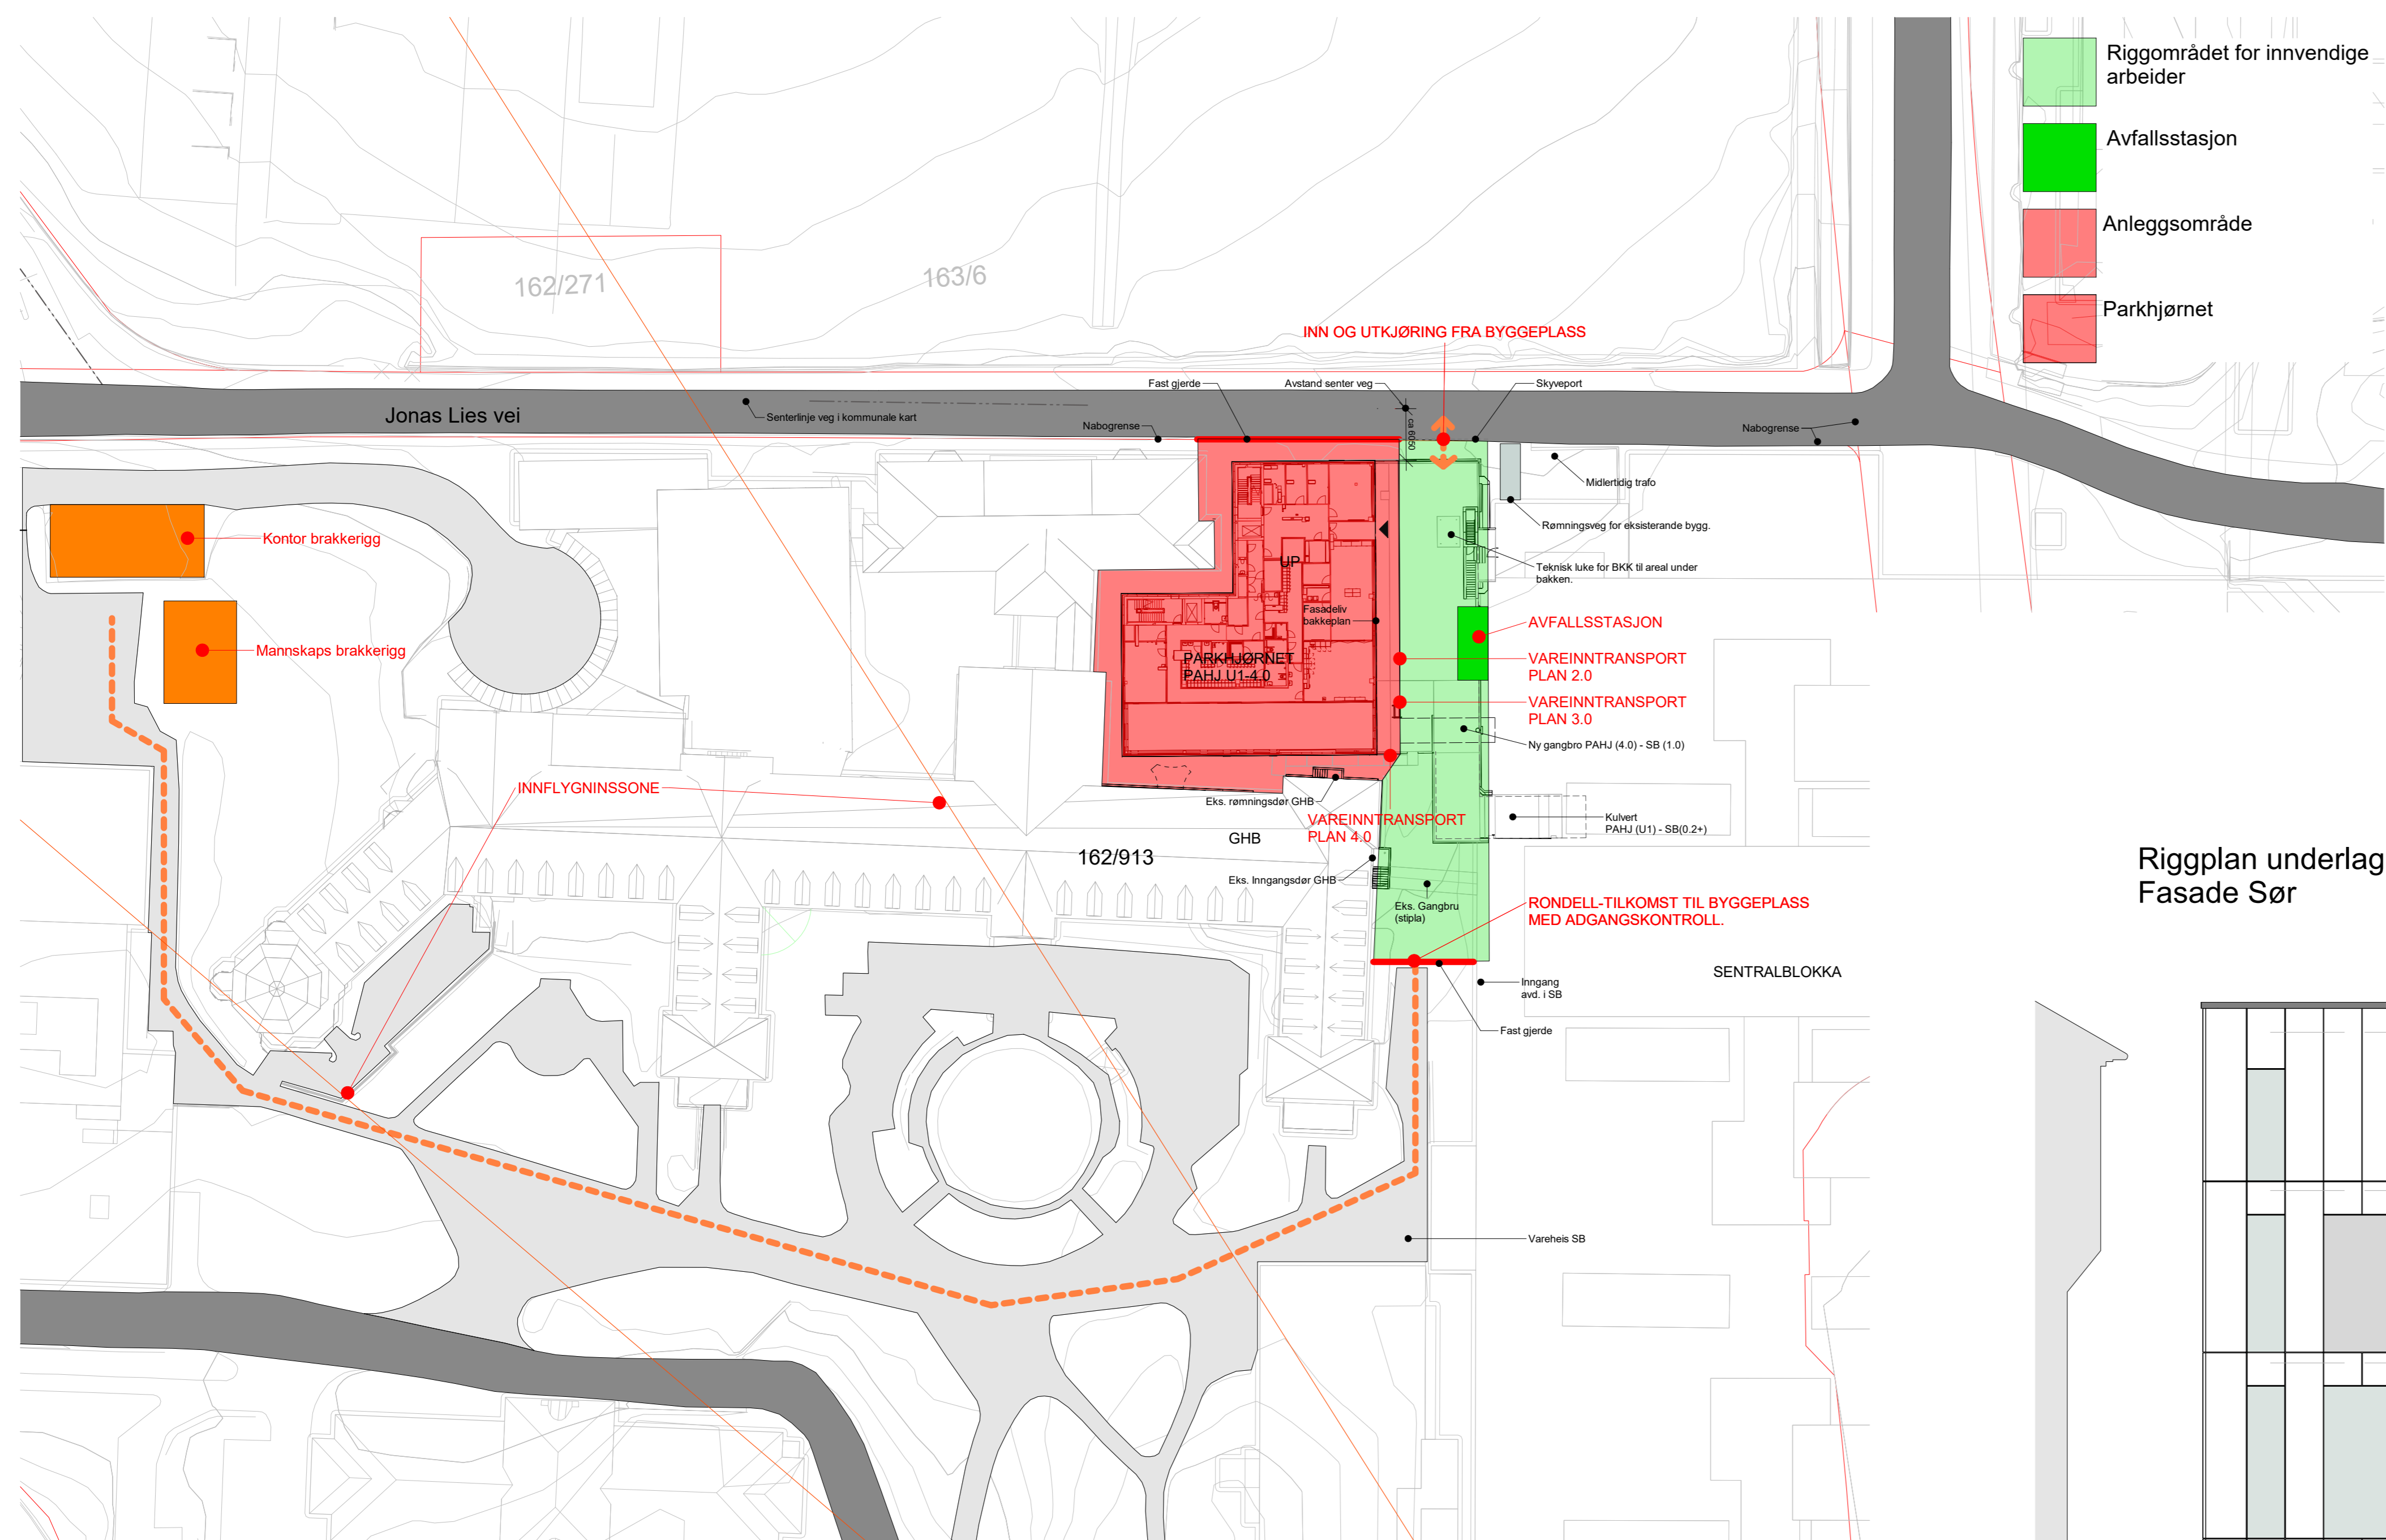 Riggområdet for innvendige
arbeider
Avfallsstasjon
Anleggsområde
Parkhjørnet
162/271
163/6
INN OG UTKJØRING FRA BYGGEPLASS
Fast gjerde
Avstand senter veg
Skyveport
Jonas Lies vei
Senterlinje veg i kommunale kart
Nabogrense
ca 6050
Nabogrense
Midlertidig trafo
Rømningsveg for eksisterande bygg.
Kontor brakkerigg
UP
Teknisk luke for BKK til areal under
bakken.
Fasadeliv
bakkeplan
AVFALLSSTASJON
Mannskaps brakkerigg
PARKHJØRNET
PAHJ U1-4.0
VAREINNTRANSPORT
PLAN 2.0
VAREINNTRANSPORT
PLAN 3.0
Ny gangbro PAHJ (4.0) - SB (1.0)
INNFLYGNINSSONE
Eks. rømningsdør GHB
VAREINNTRANSPORT
PLAN 4.0
Kulvert
PAHJ (U1) - SB(0.2+)
GHB
162/913
Eks. Inngangsdør GHB
Eks. Gangbru
(stipla)
RONDELL-TILKOMST TIL BYGGEPLASS
MED ADGANGSKONTROLL.
Riggplan underlag
Fasade Sør
SENTRALBLOKKA
Inngang
avd. i SB
Fast gjerde
Vareheis SB